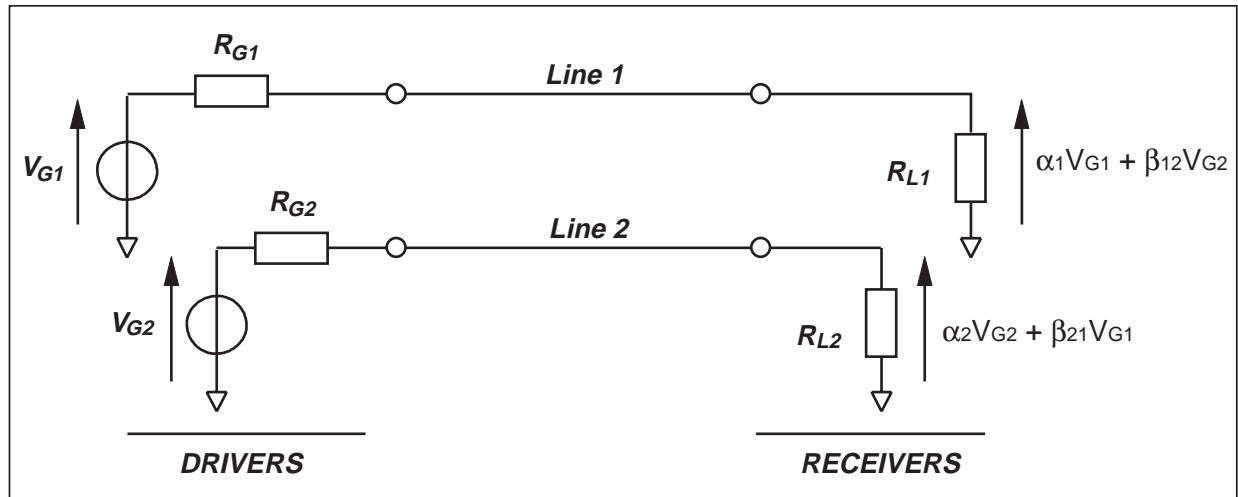 RG1
Line 1
VG1
RL1
α1VG1 + β12VG2
RG2
Line 2
VG2
RL2
α2VG2 + β21VG1
DRIVERS
RECEIVERS